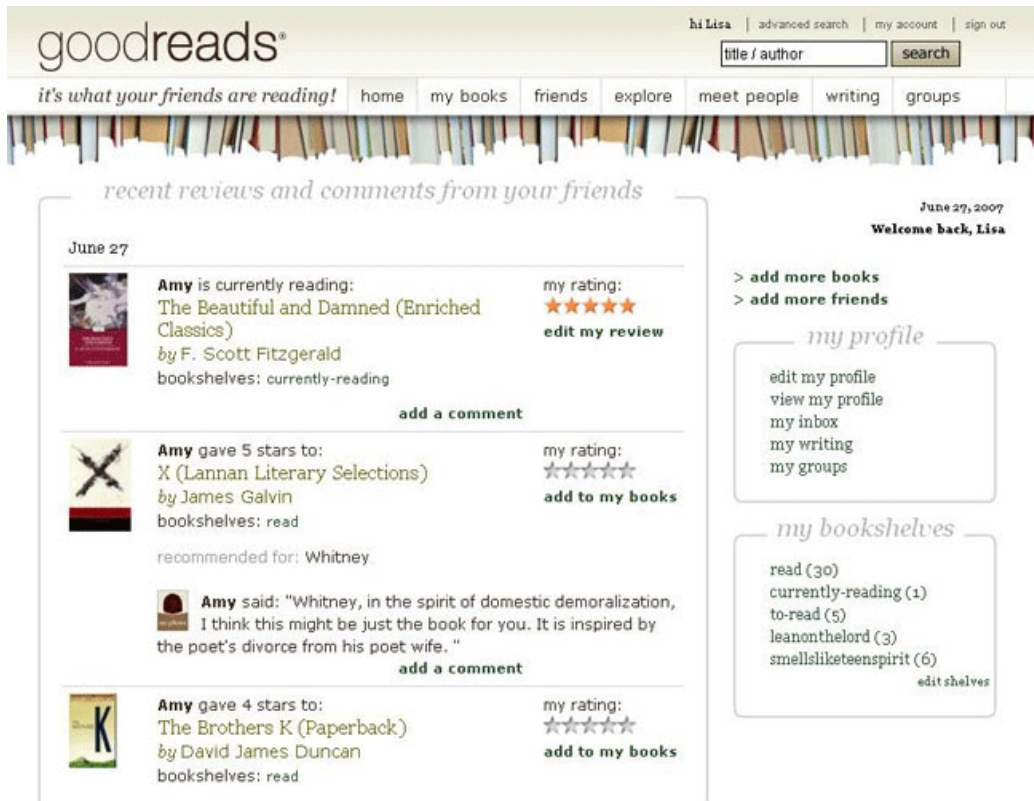 goodreads®
hi Lisa | advanced search | my account | sign out
title / author search
it's what your friends are reading! home my books friends explore meet people writing groups
recent reviews and comments from your friends
June 27
Amy is currently reading:
The Beautiful and Damned (Enriched
Classics)
by F. Scott Fitzgerald
bookshelves: currently-reading
my rating:
edit my review
add a comment
Amy gave 5 stars to:
X (Lannan Literary Selections)
by James Galvin
bookshelves: read
my rating:
add to my books
recommended for: Whitney
Amy said: "Whitney, in the spirit of domestic demoralization,
I think this might be just the book for you. It is inspired by
the poet's divorce from his poet wife. "
add a comment
Amy gave 4 stars to:
The Brothers K (Paperback)
by David James Duncan
bookshelves: read
my rating:
add to my books
K
June 27, 2007
Welcome back, Lisa
> add more books
> add more friends
my profile
edit my profile
view my profile
my inbox
my writing
my groups
my bookshelves
read (30)
currently-reading (1)
to-read (5)
leanonthelord (3)
smellsliketeenspirit (6)
edit shelves